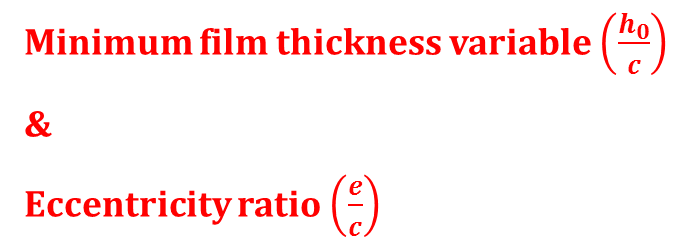 Minimum film thickness variable (h₀/c)
&
Eccentricity ratio (e/c)